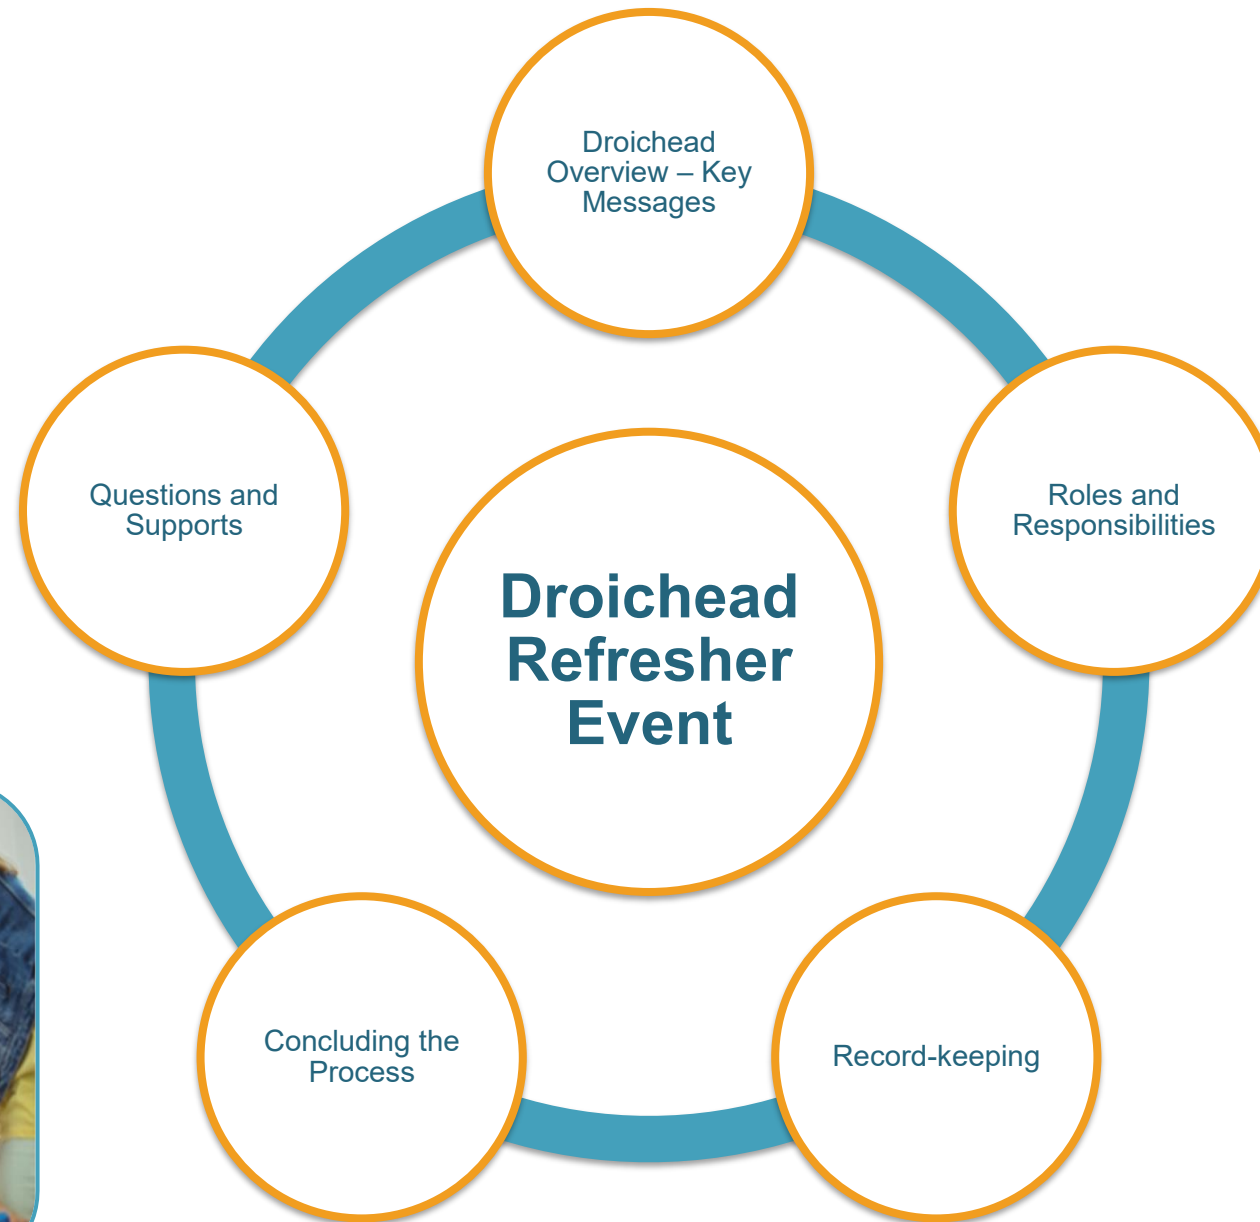 Droichead
Overview – Key
Messages
Roles and
Responsibilities
Record-keeping
Concluding the
Process
Questions and
Supports
Droichead
Refresher
Event